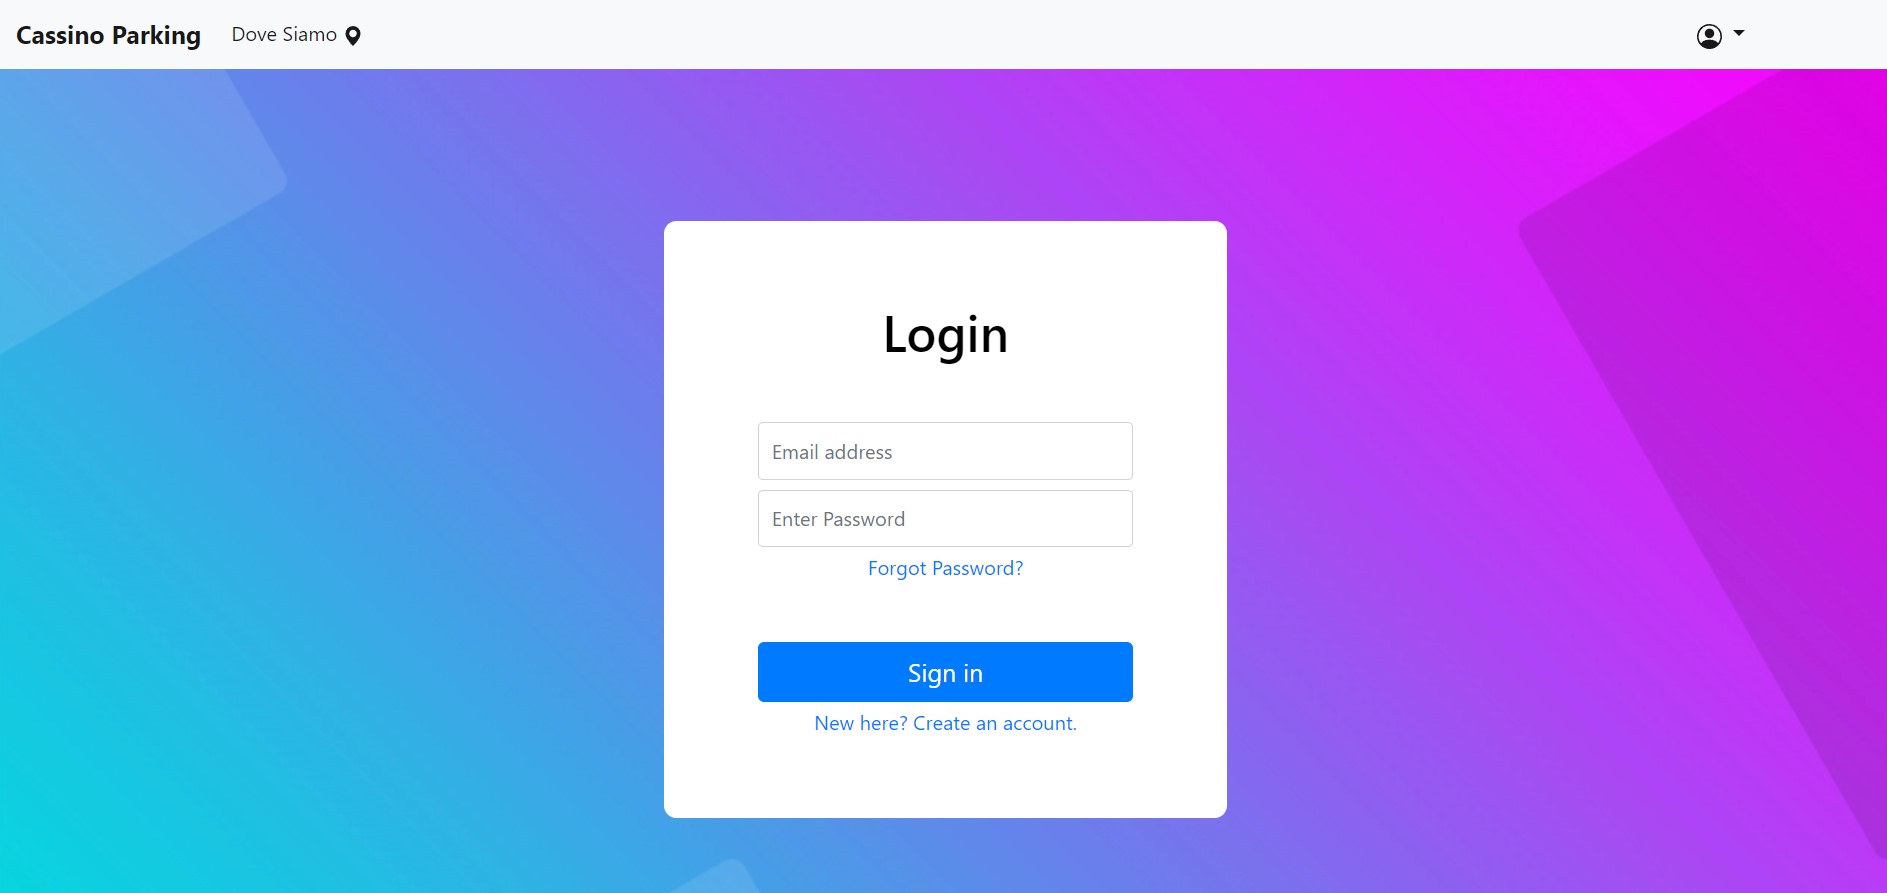 Cassino Parking Dove Siamo
Login
Email address
Enter Password
Forgot Password?
Sign in
New here? Create an account.